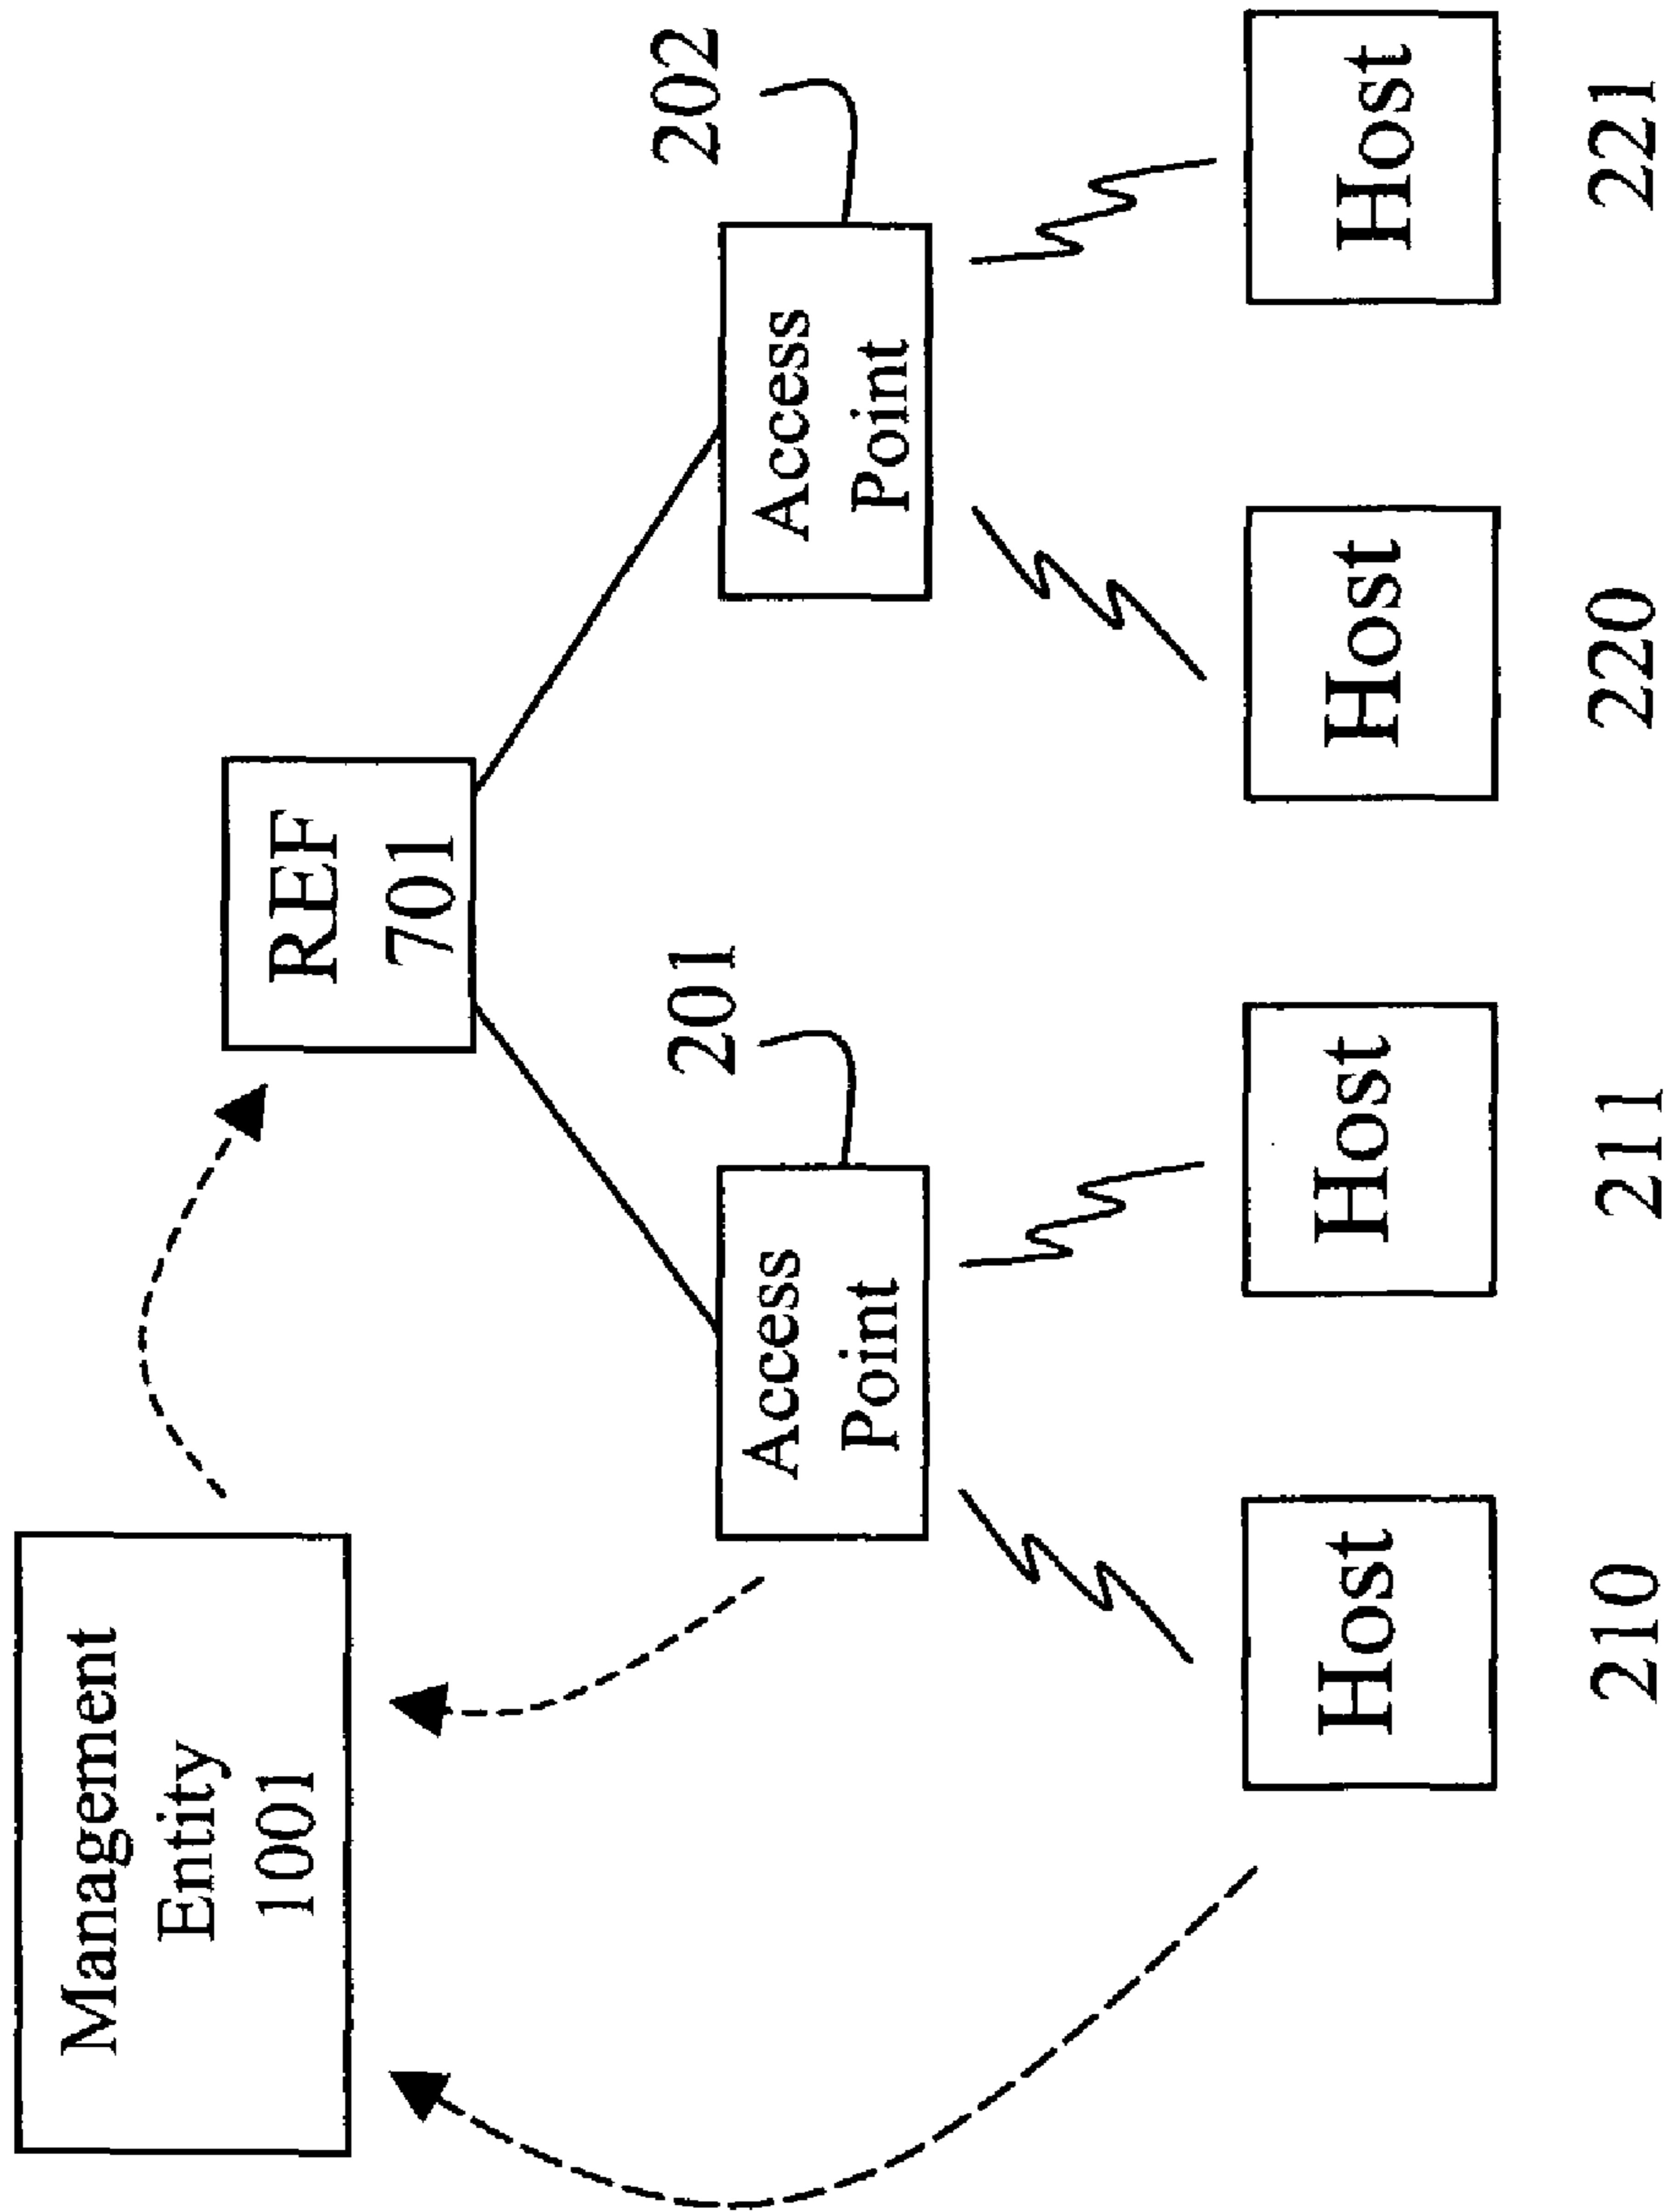 Management
Entity
1001
REF
701
201
202
Access
Point
Access
Point
Host
Host
Host
Host
210
211
220
221